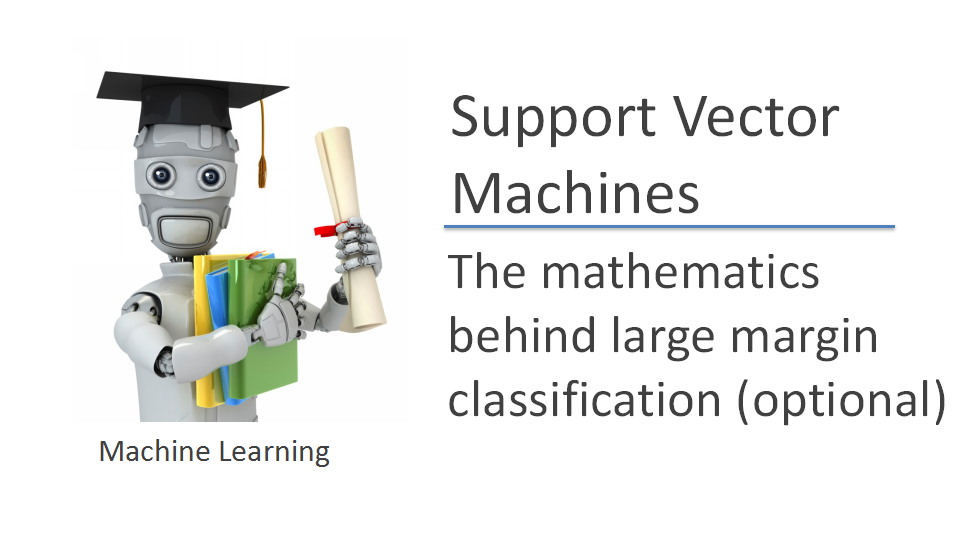 Support Vector
Machines
The mathematics
behind large margin
classification (optional)
Machine Learning